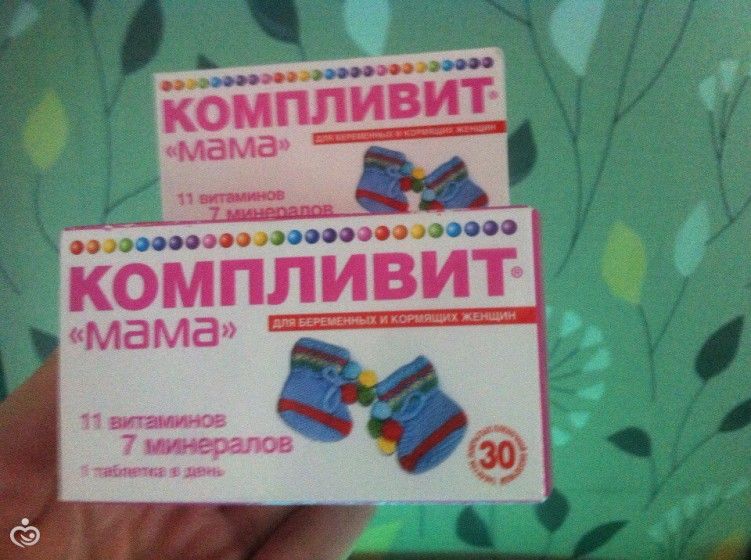 КОМПЛИВИТ®
«мама»
ДЛЯ БЕРЕМЕННЫХ И КОРМЯЩИХ ЖЕНЩИН
11 витаминов
7 минералов
КОМПЛИВИТ®
«мама»
ДЛЯ БЕРЕМЕННЫХ И КОРМЯЩИХ ЖЕНЩИН
11 витаминов
7 минералов
1 таблетка в день
30